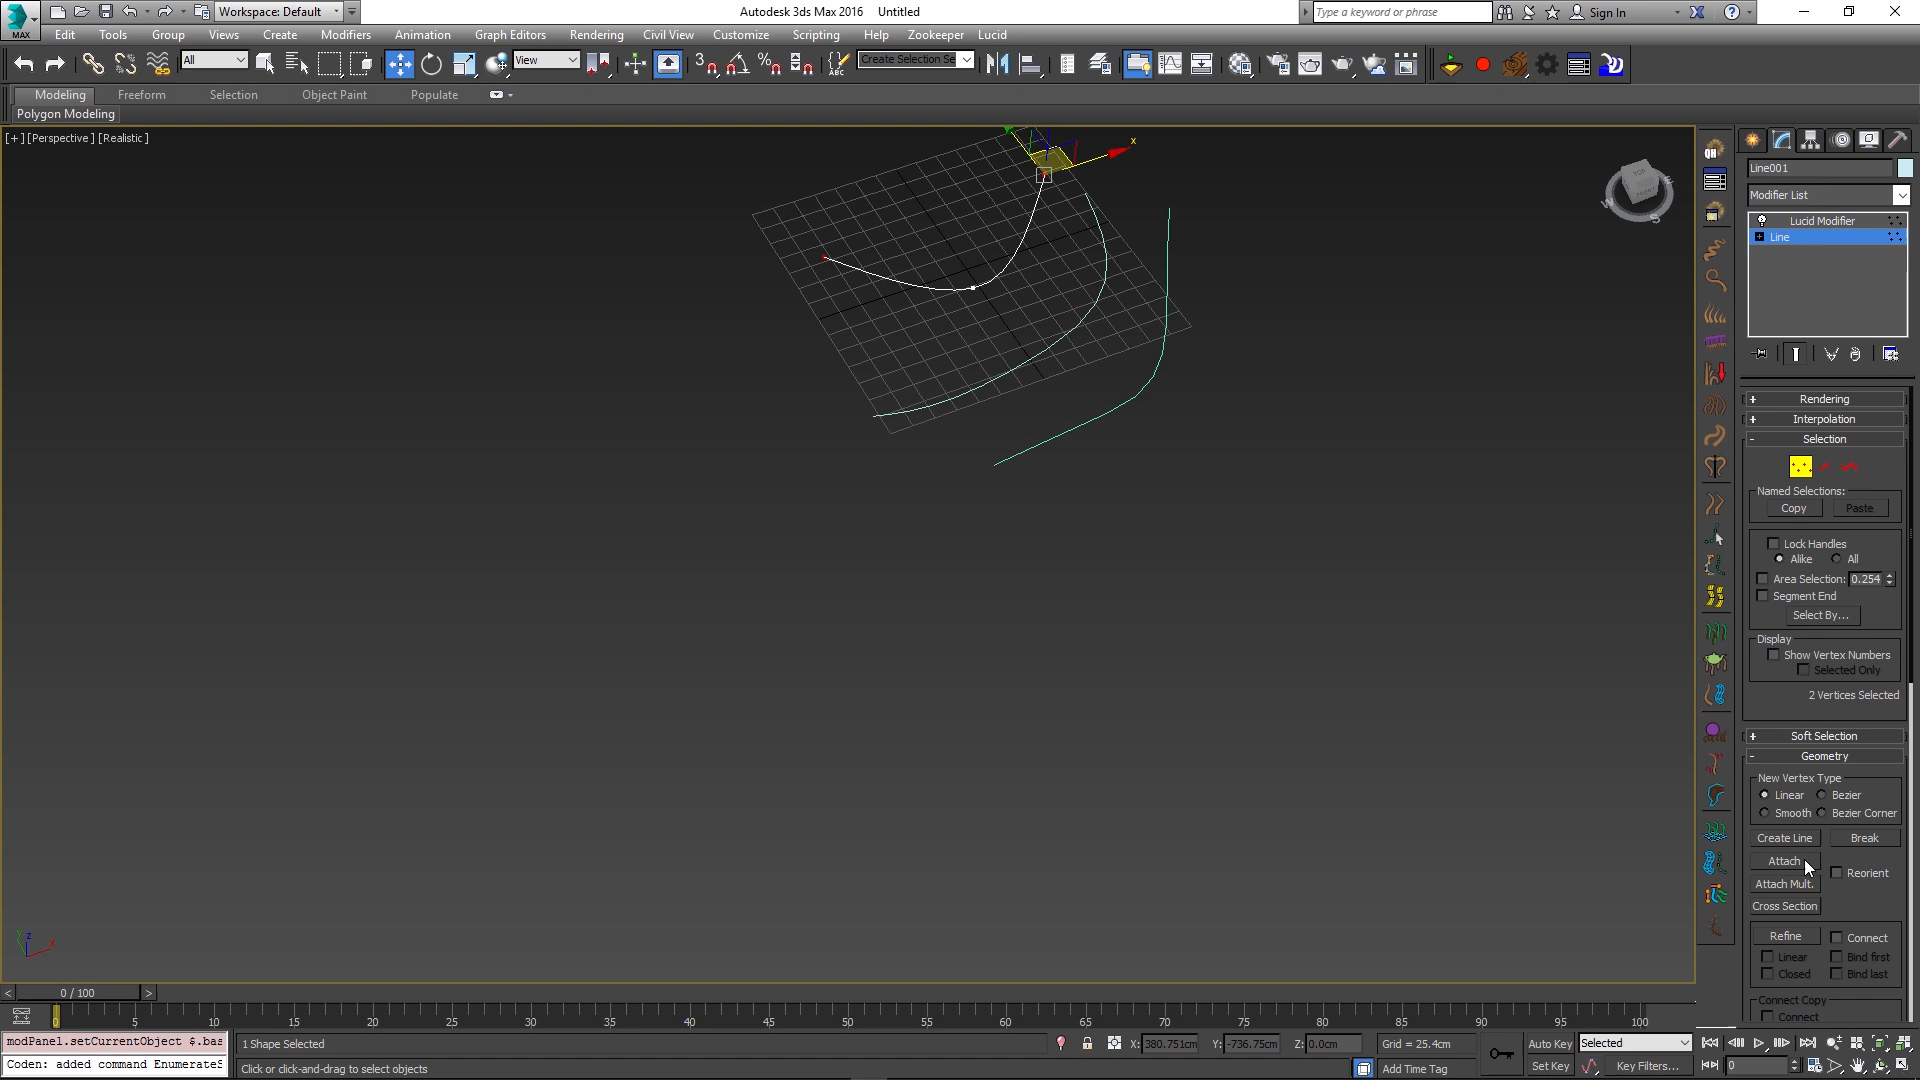 Workspace: Default
Autodesk 3ds Max 2016 Untitled
Type a keyword or phrase
Sign In
MAX
Edit Tools Group Views Create Modifiers Animation Graph Editors Rendering Civil View Customize Scripting Help Zookeeper Lucid
All
View
3
ABC
Create Selection Se
Modeling Freeform Selection Object Paint Populate
Polygon Modeling
[+] [Perspective] [Realistic]
x
TOP
W
S
QH
Line001
Modifier List
Lucid Modifier
Line
+ Rendering
+ Interpolation
- Selection
Named Selections:
Copy Paste
Lock Handles
Alike All
Area Selection: 0.254
Segment End
Select By...
Display
Show Vertex Numbers
Selected Only
2 Vertices Selected
+ Soft Selection
- Geometry
New Vertex Type
Linear Bezier
Smooth Bezier Corner
Create Line Break
Attach
Reorient
Attach Mult.
Cross Section
Refine Connect
Linear Bind first
Closed Bind last
Connect Copy
Connect
y z x
< 0 / 100 >
0 5 10 15 20 25 30 35 40 45 50 55 60 65 70 75 80 85 90 95 100
modPanel.setCurrentObject $.bas
Coden: added command EnumerateS
1 Shape Selected
Click or click-and-drag to select objects
X: 380.751cm Y: -736.75cm Z: 0.0cm
Grid = 25.4cm
Add Time Tag
Auto Key Selected
Set Key Key Filters...
0